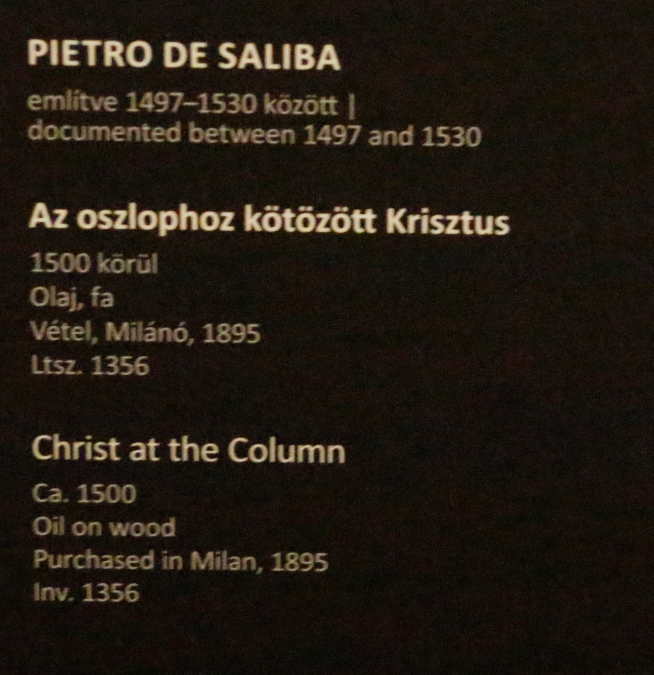 PIETRO DE SALIBA
említve 1497–1530 között |
documented between 1497 and 1530
Az oszlophoz kötözött Krisztus
1500 körül
Olaj, fa
Vétel, Milánó, 1895
Ltsz. 1356
Christ at the Column
Ca. 1500
Oil on wood
Purchased in Milan, 1895
Inv. 1356